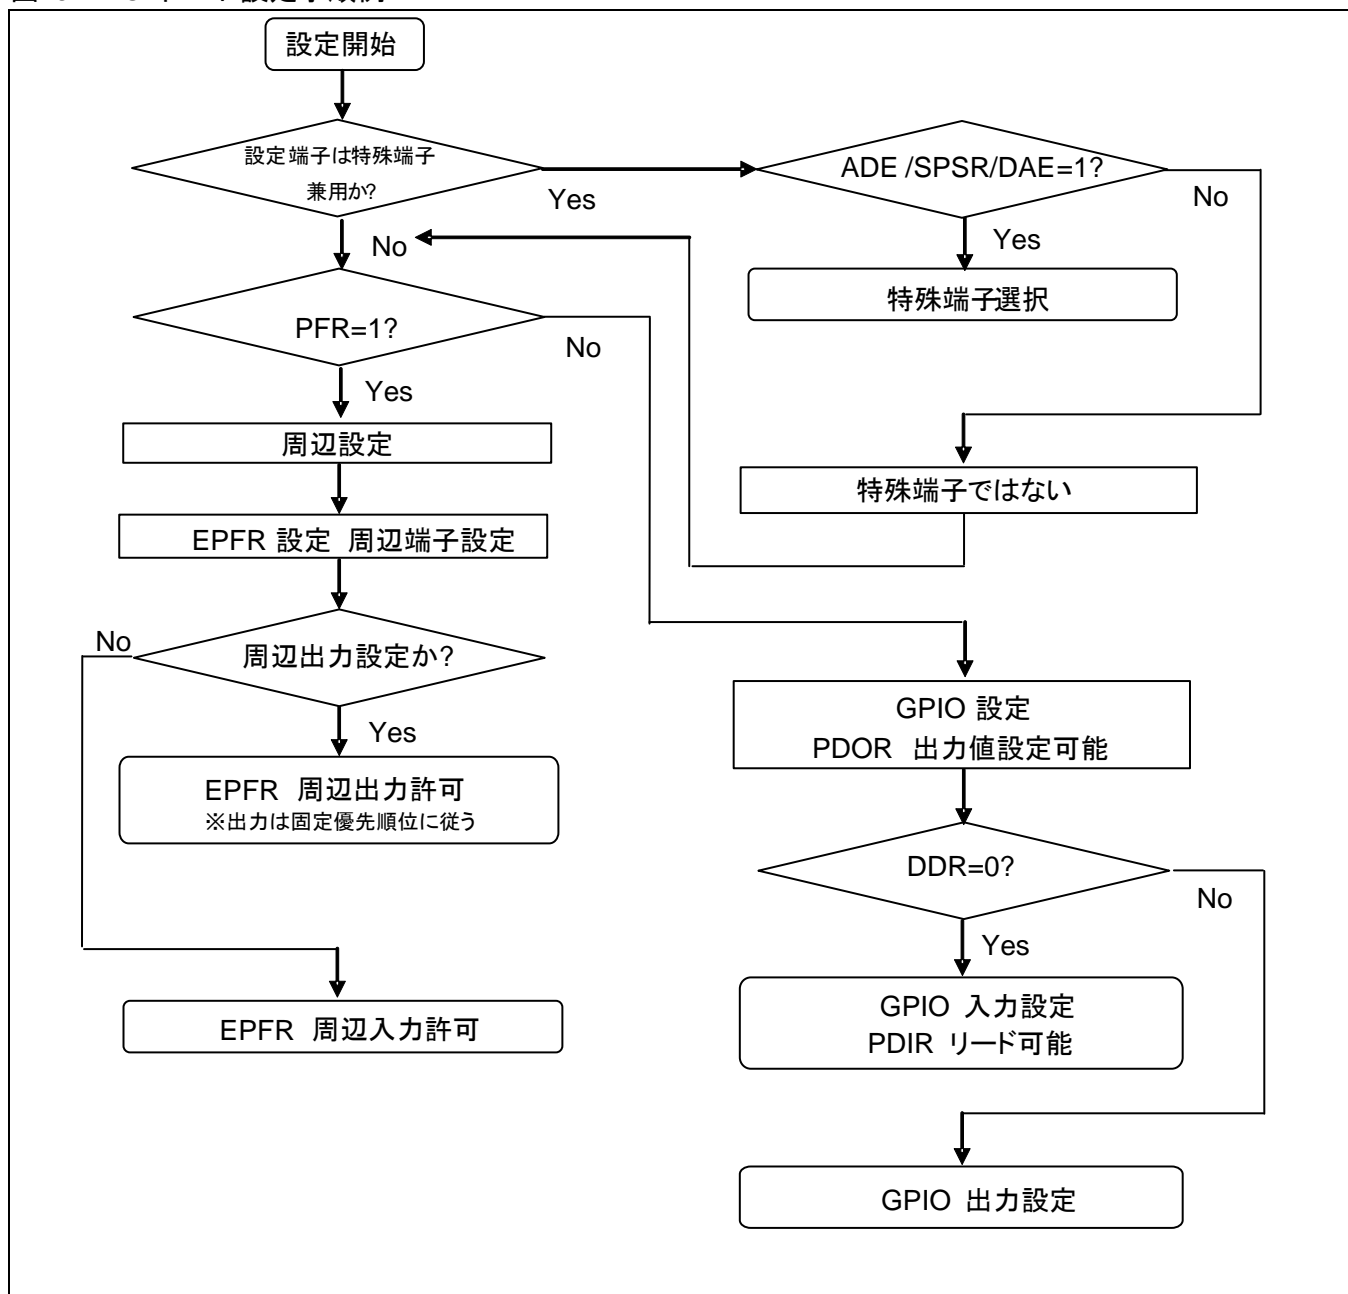 設定開始
設定端子は特殊端子
兼用か?
Yes
ADE /SPSR/DAE=1?
No
Yes
No
特殊端子選択
PFR=1?
No
Yes
周辺設定
特殊端子ではない
EPFR 設定 周辺端子設定
No
周辺出力設定か?
Yes
GPIO 設定
PDOR 出力値設定可能
EPFR 周辺出力許可
※出力は固定優先順位に従う
DDR=0?
No
Yes
GPIO 入力設定
PDIR リード可能
EPFR 周辺入力許可
GPIO 出力設定